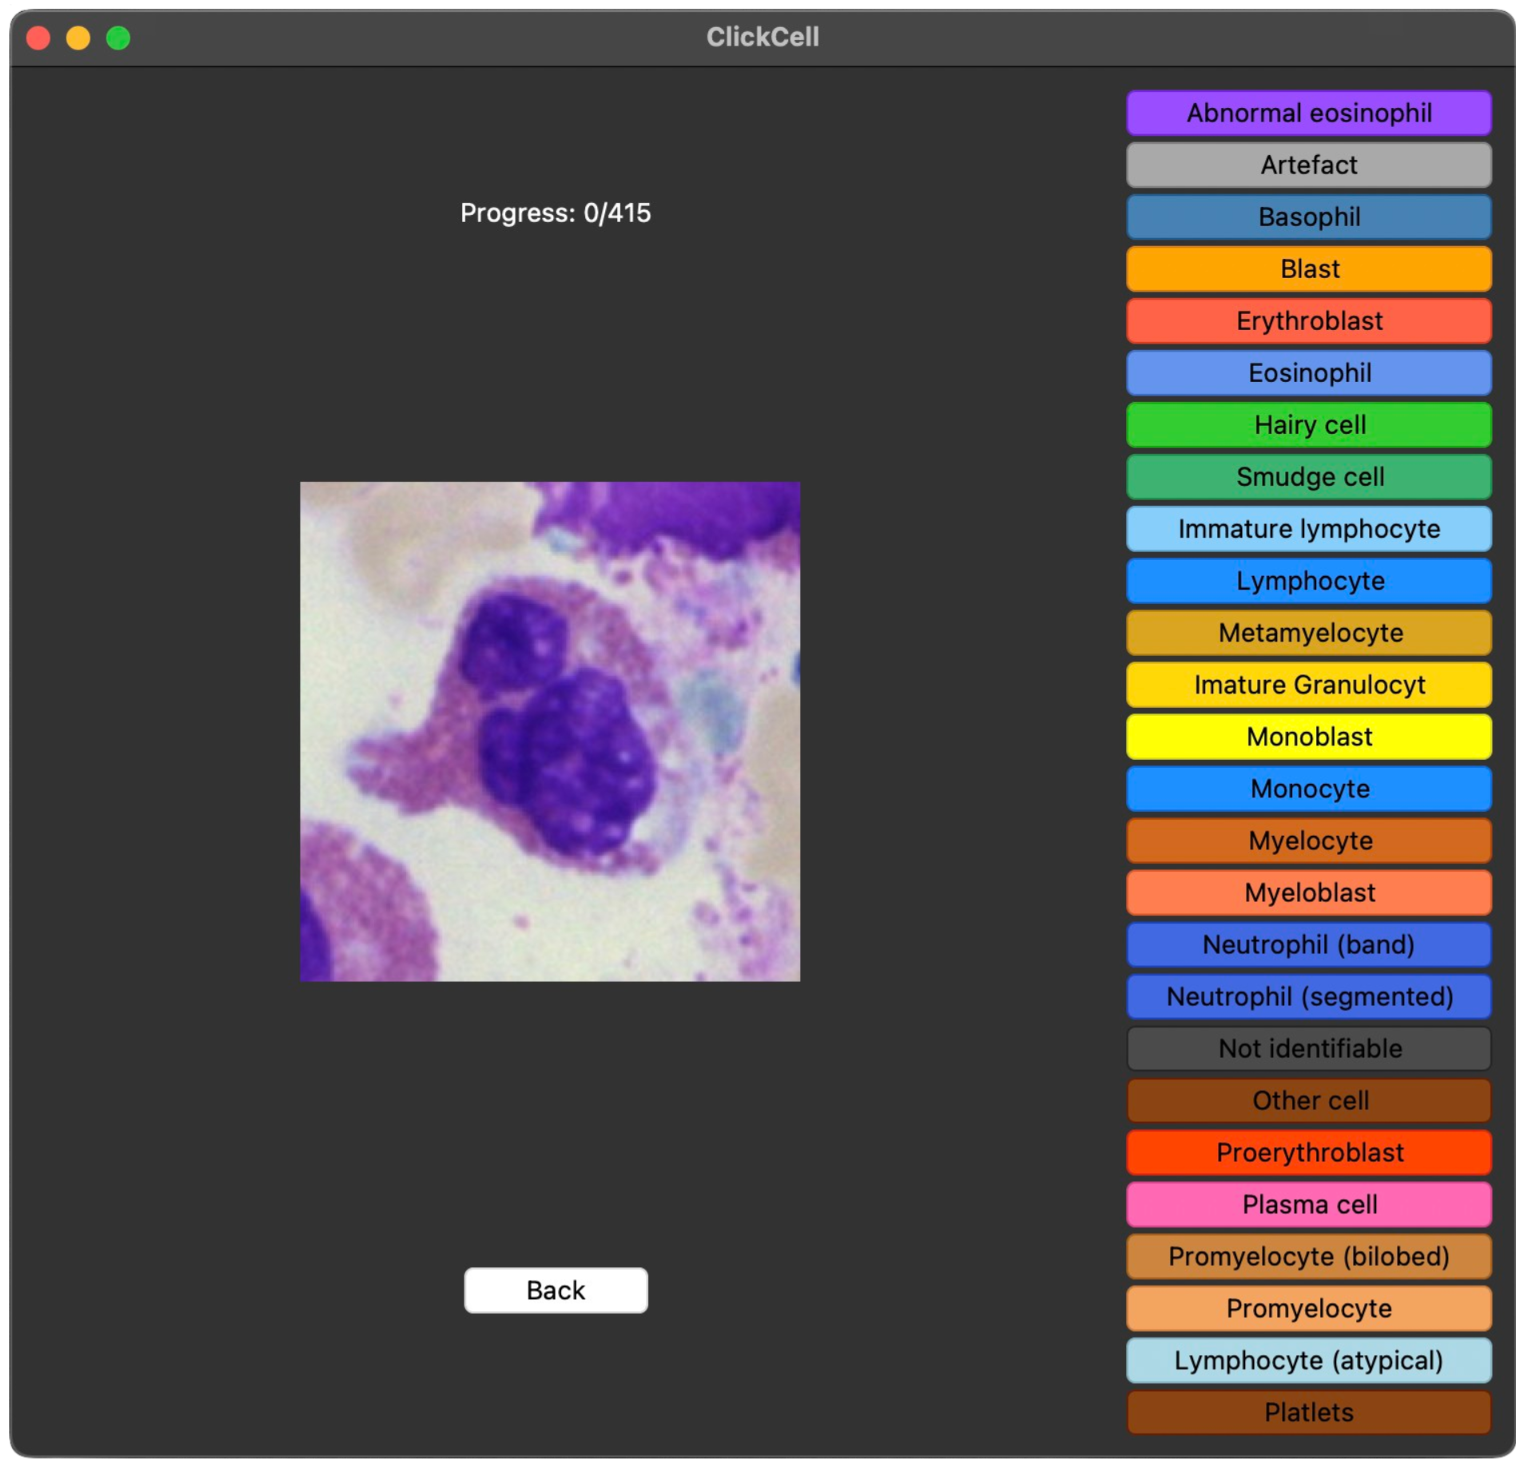 ClickCell
Progress: 0/415
Back
Abnormal eosinophil
Artefact
Basophil
Blast
Erythroblast
Eosinophil
Hairy cell
Smudge cell
Immature lymphocyte
Lymphocyte
Metamyelocyte
Imature Granulocyt
Monoblast
Monocyte
Myelocyte
Myeloblast
Neutrophil (band)
Neutrophil (segmented)
Not identifiable
Other cell
Proerythroblast
Plasma cell
Promyelocyte (bilobed)
Promyelocyte
Lymphocyte (atypical)
Platlets